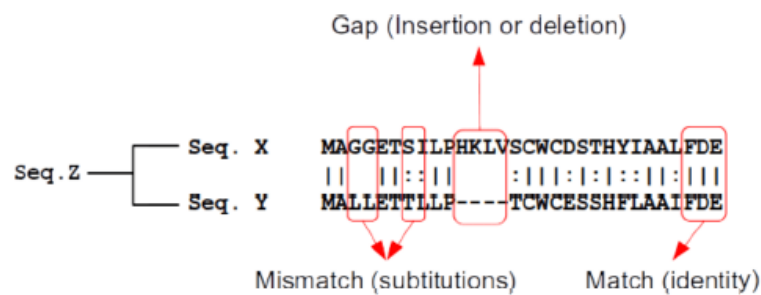 Gap (Insertion or deletion)
Seq. X MAGGETSILPHKLVSCWCDSTHYIAALFDE
Seq.Z || ||::|| :|||:|:|::||:|||
Seq. Y MALLETTLLP----TCWCESSHFLAAIFDE
Mismatch (subtitutions) Match (identity)